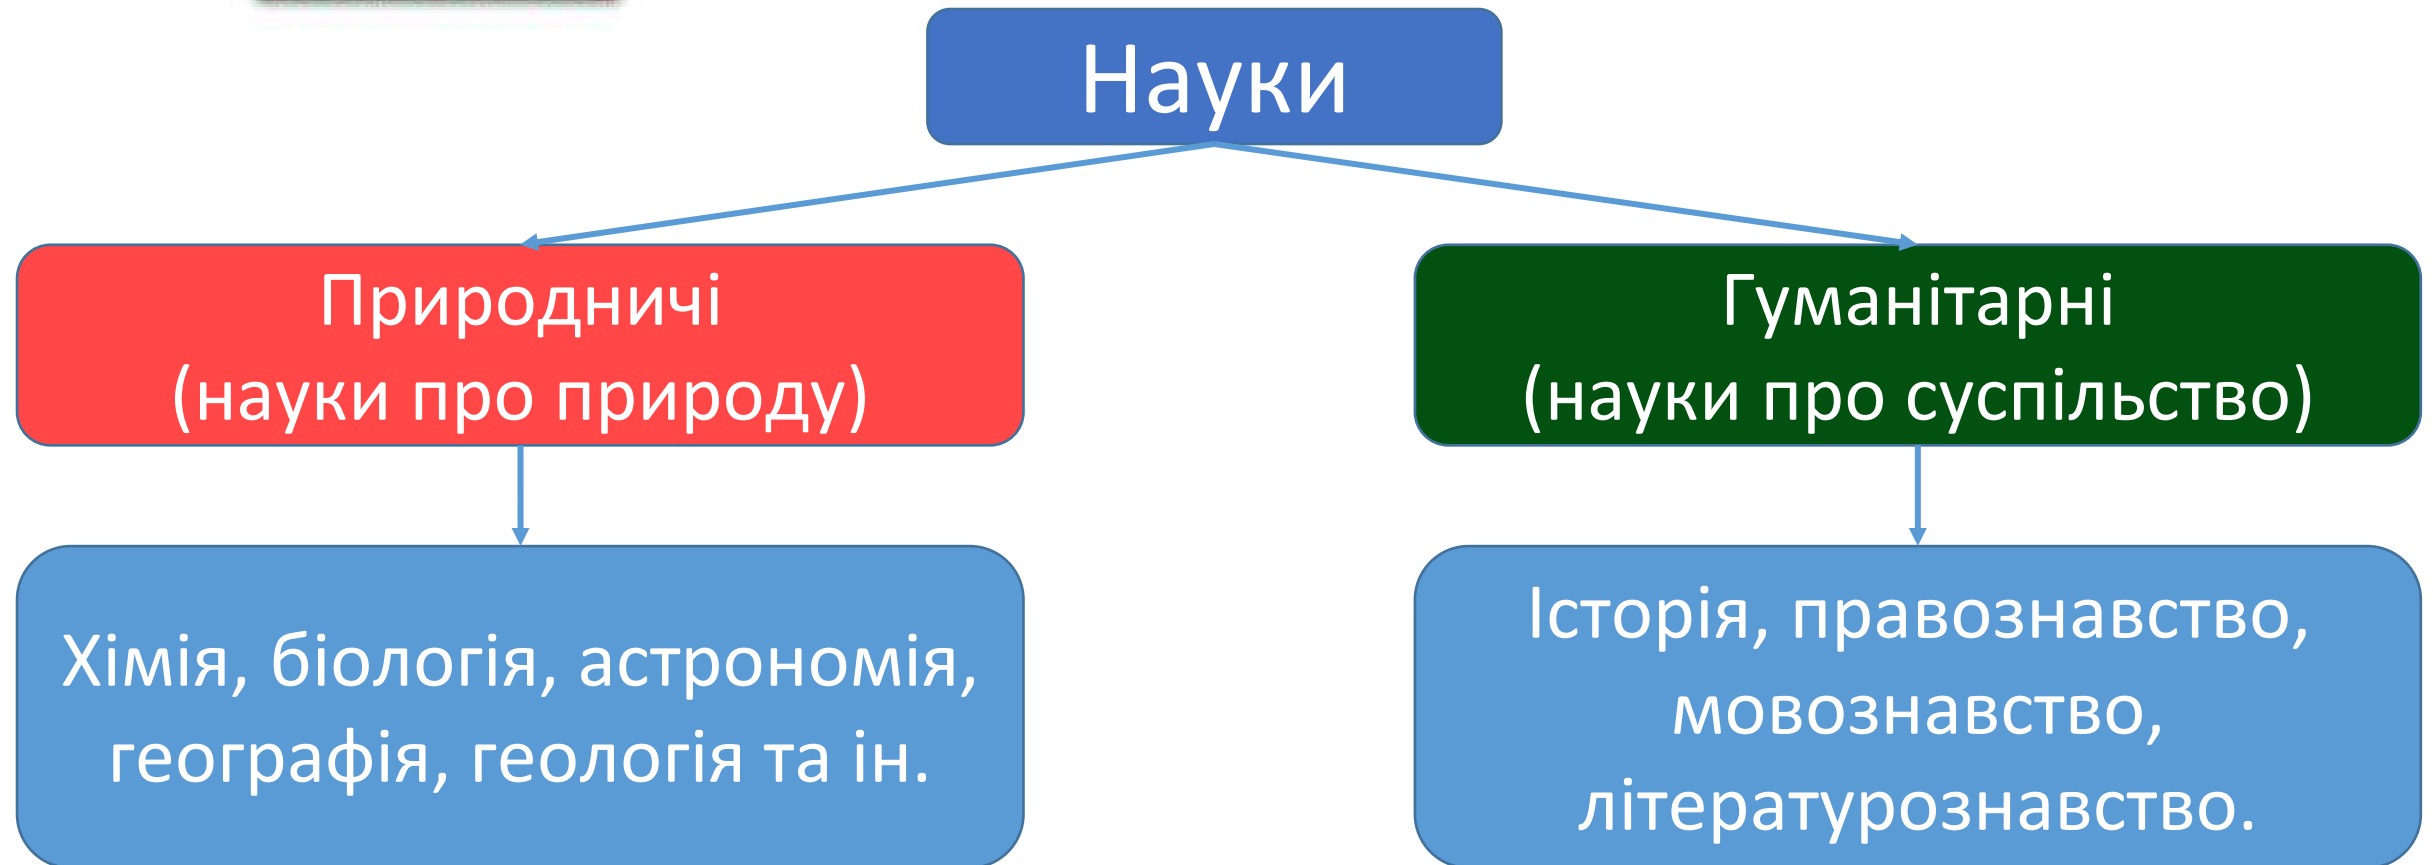 Науки
Природничі
(науки про природу)
Гуманітарні
(науки про суспільство)
Хімія, біологія, астрономія,
географія, геологія та ін.
Історія, правознавство,
мовознавство,
літературознавство.